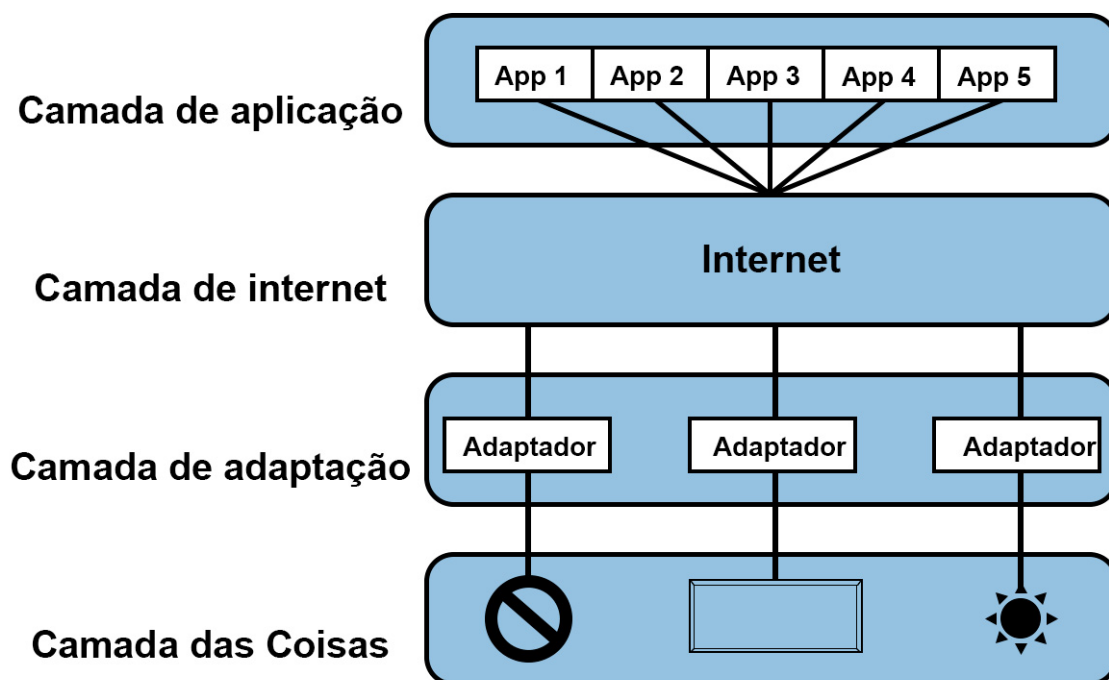 Camada de aplicação
App 1
App 2
App 3
App 4
App 5
Camada de internet
Internet
Camada de adaptação
Adaptador
Adaptador
Adaptador
Camada das Coisas